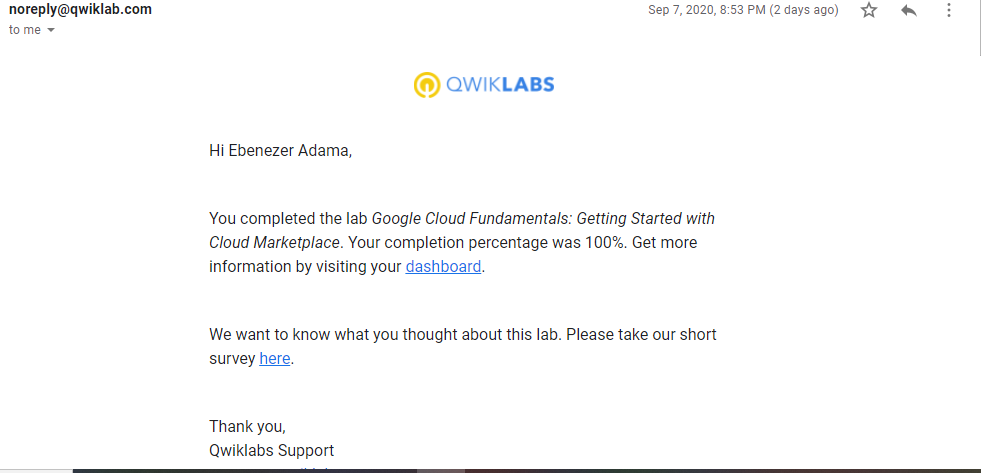 noreply@qwiklab.com
Sep 7, 2020, 8:53 PM (2 days ago)
to me
QWIKLABS
Hi Ebenezer Adama,
You completed the lab Google Cloud Fundamentals: Getting Started with
Cloud Marketplace. Your completion percentage was 100%. Get more
information by visiting your dashboard.
We want to know what you thought about this lab. Please take our short
survey here.
Thank you,
Qwiklabs Support